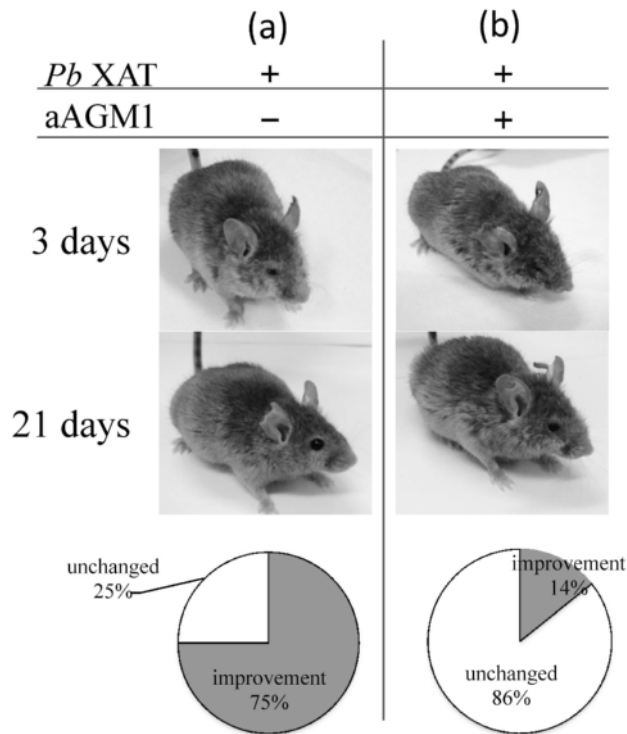 (a) (b)
Pb XAT + +
aAGM1 − +
3 days
21 days
unchanged
25%
improvement
75%
improvement
14%
unchanged
86%